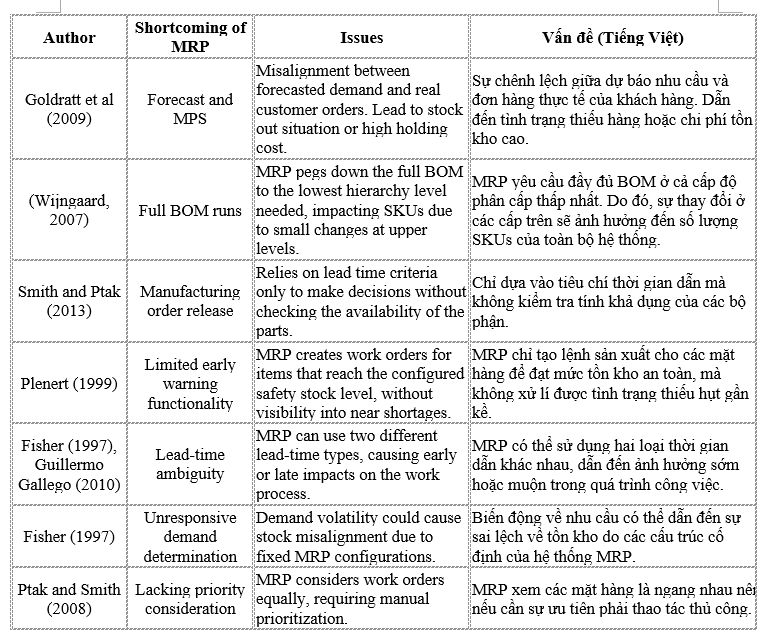 Author
Shortcoming of
MRP
Issues
Vấn đề (Tiếng Việt)
Goldratt et al
(2009)
Forecast and
MPS
Misalignment between
forecasted demand and real
customer orders. Lead to stock
out situation or high holding
cost.
Sự chênh lệch giữa dự báo nhu cầu và
đơn hàng thực tế của khách hàng. Dẫn
đến tình trạng thiếu hàng hoặc chi phí tồn
kho cao.
(Wijngaard,
2007)
Full BOM runs
MRP pegs down the full BOM
to the lowest hierarchy level
needed, impacting SKUs due
to small changes at upper
levels.
MRP yêu cầu đầy đủ BOM ở cả cấp độ
phân cấp thấp nhất. Do đó, sự thay đổi ở
các cấp trên sẽ ảnh hưởng đến số lượng
SKUs của toàn bộ hệ thống.
Smith and Ptak
(2013)
Manufacturing
order release
Relies on lead time criteria
only to make decisions without
checking the availability of the
parts.
Chỉ dựa vào tiêu chí thời gian dẫn mà
không kiểm tra tính khả dụng của các bộ
phận.
Plenert (1999)
Limited early
warning
functionality
MRP creates work orders for
items that reach the configured
safety stock level, without
visibility into near shortages.
MRP chỉ tạo lệnh sản xuất cho các mặt
hàng để đạt mức tồn kho an toàn, mà
không xử lí được tình trạng thiếu hụt gần
kề.
Fisher (1997),
Guillermo
Gallego (2010)
Lead-time
ambiguity
MRP can use two different
lead-time types, causing early
or late impacts on the work
process.
MRP có thể sử dụng hai loại thời gian
dẫn khác nhau, dẫn đến ảnh hưởng sớm
hoặc muộn trong quá trình công việc.
Fisher (1997)
Unresponsive
demand
determination
Demand volatility could cause
stock misalignment due to
fixed MRP configurations.
Biến động về nhu cầu có thể dẫn đến sự
sai lệch về tồn kho do các cấu trúc cố
định của hệ thống MRP.
Ptak and Smith
(2008)
Lacking priority
consideration
MRP considers work orders
equally, requiring manual
prioritization.
MRP xem các mặt hàng là ngang nhau nên
nếu cần sự ưu tiên phải thao tác thủ công.